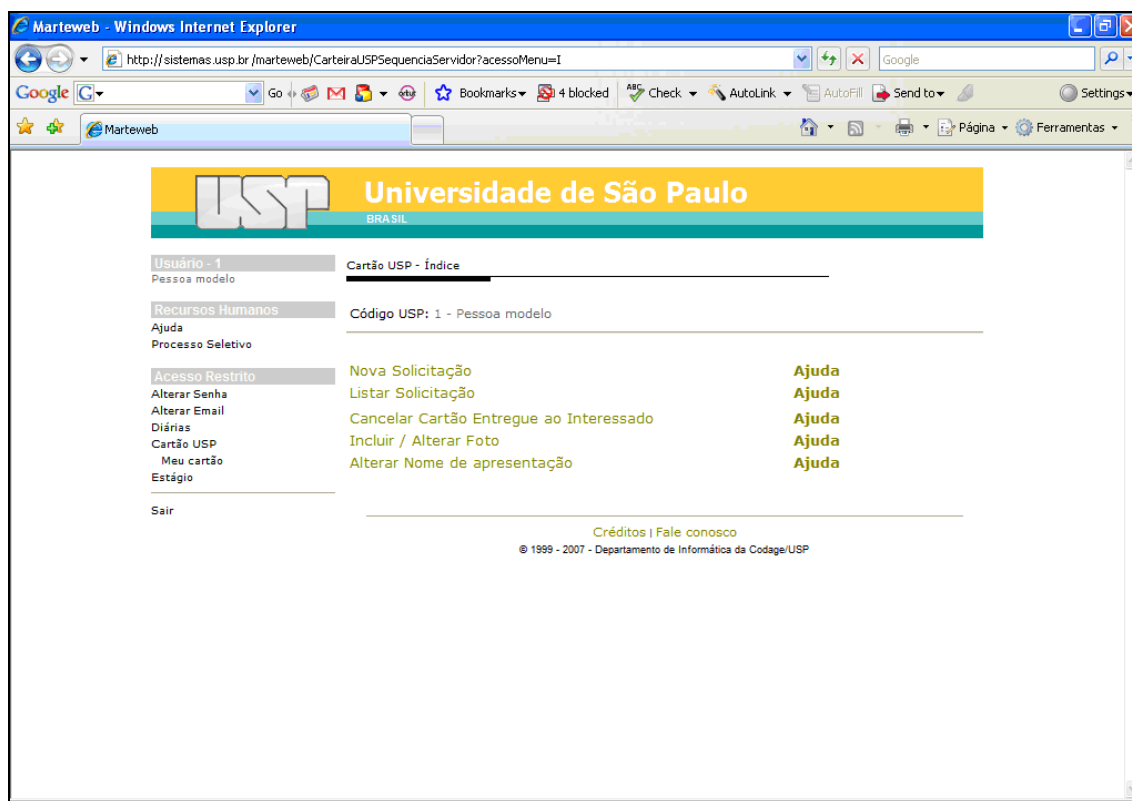 Marteweb - Windows Internet Explorer
http://sistemas.usp.br/marteweb/CarteiraUSPSequenciaServidor?acessoMenu=I
Google
Google G Go Bookmarks 4 blocked ABC Check AutoLink AutoFill Send to Settings
Marteweb Página Ferramentas
USP Universidade de São Paulo
BRASIL
Usuário - 1
Pessoa modelo
Recursos Humanos
Ajuda
Processo Seletivo
Acesso Restrito
Alterar Senha
Alterar Email
Diárias
Cartão USP
Meu cartão
Estágio
Sair
Cartão USP - Índice
Código USP: 1 - Pessoa modelo
Nova Solicitação Ajuda
Listar Solicitação Ajuda
Cancelar Cartão Entregue ao Interessado Ajuda
Incluir / Alterar Foto Ajuda
Alterar Nome de apresentação Ajuda
Créditos | Fale conosco
© 1999 - 2007 - Departamento de Informática da Codage/USP